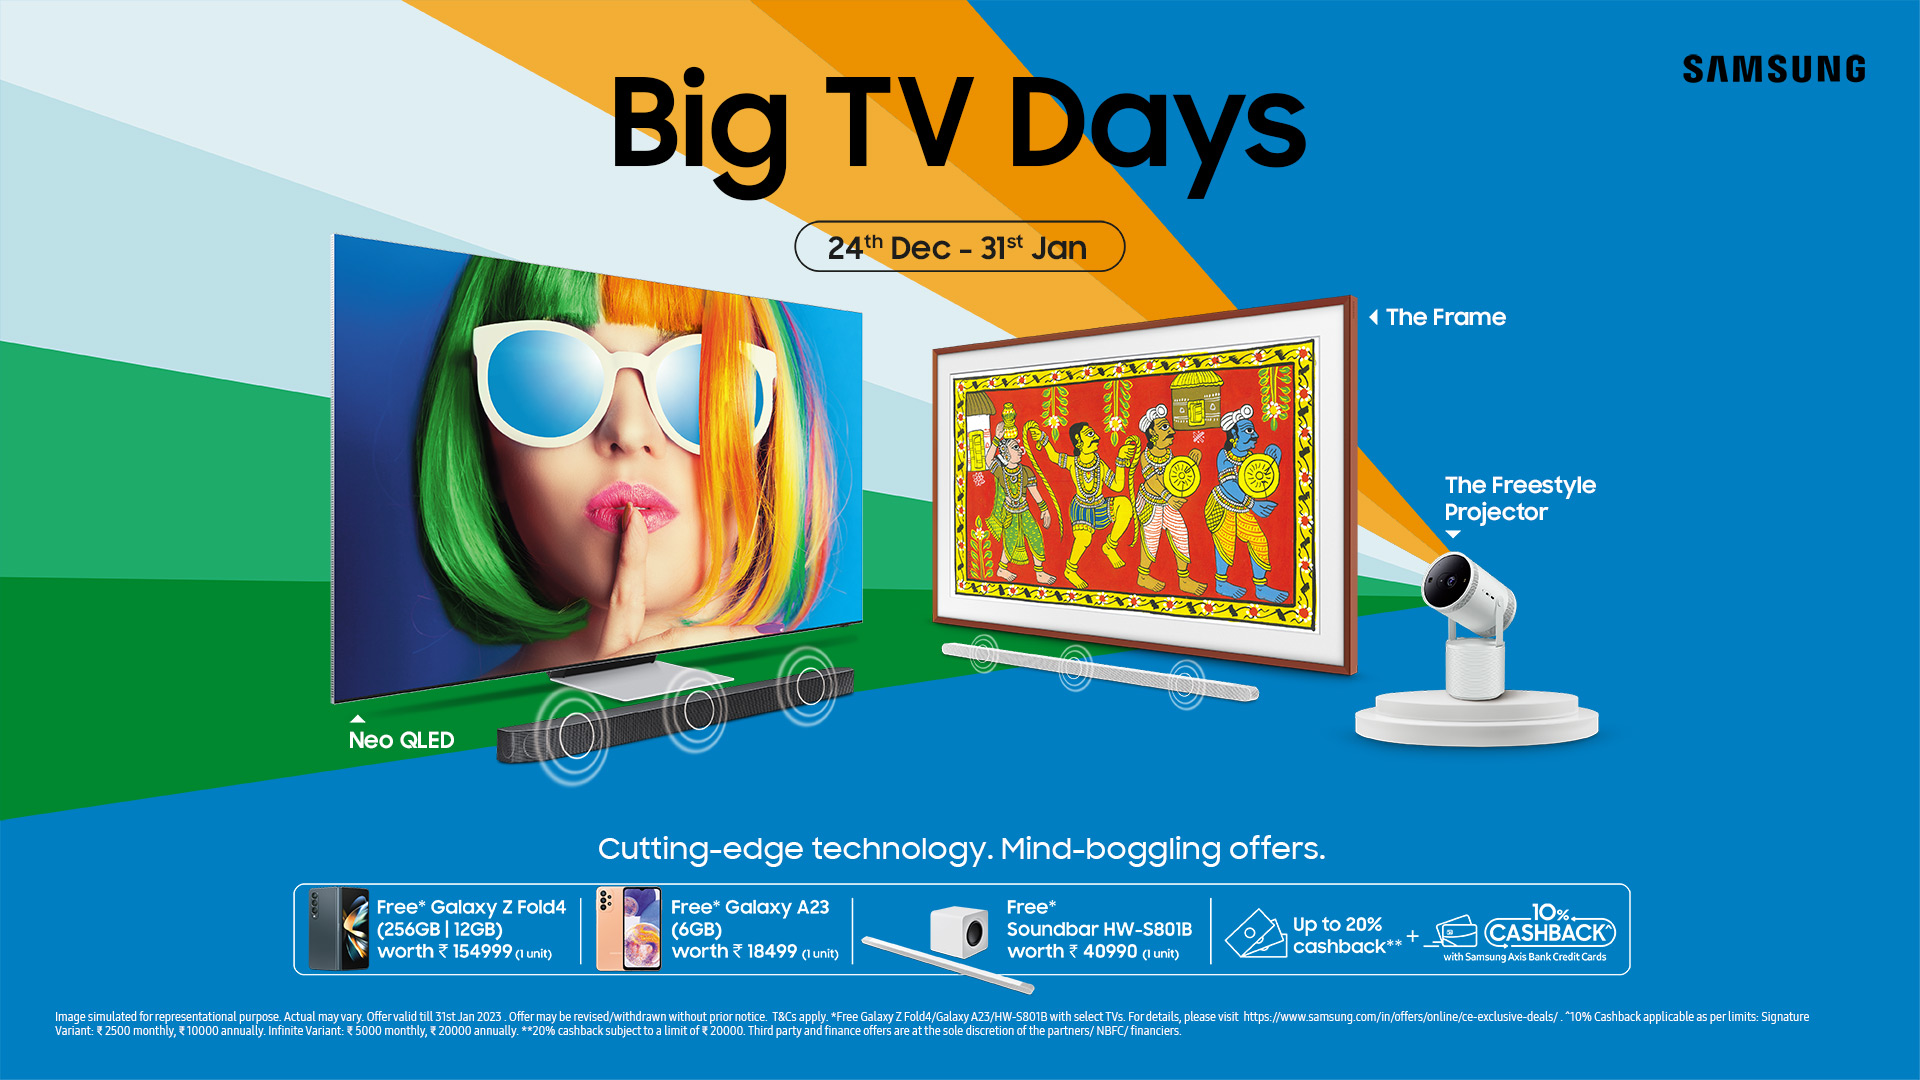 SAMSUNG
Big TV Days
24th Dec - 31st Jan
The Frame
The Freestyle
Projector
Neo QLED
Cutting-edge technology. Mind-boggling offers.
Free* Galaxy Z Fold4
(256GB | 12GB)
worth ₹ 154999 (1 unit)
Free* Galaxy A23
(6GB)
worth ₹ 18499 (1 unit)
Free*
Soundbar HW-S801B
worth ₹ 40990 (1 unit)
Up to 20%
cashback**
+
10%
CASHBACK^
with Samsung Axis Bank Credit Cards
Image simulated for representational purpose. Actual may vary. Offer valid till 31st Jan 2023 . Offer may be revised/withdrawn without prior notice. T&Cs apply. *Free Galaxy Z Fold4/Galaxy A23/HW-S801B with select TVs. For details, please visit https://www.samsung.com/in/offers/online/ce-exclusive-deals/ . ^10% Cashback applicable as per limits: Signature
Variant: ₹ 2500 monthly, ₹ 10000 annually. Infinite Variant: ₹ 5000 monthly, ₹ 20000 annually. **20% cashback subject to a limit of ₹ 20000. Third party and finance offers are at the sole discretion of the partners/ NBFC/ financiers.